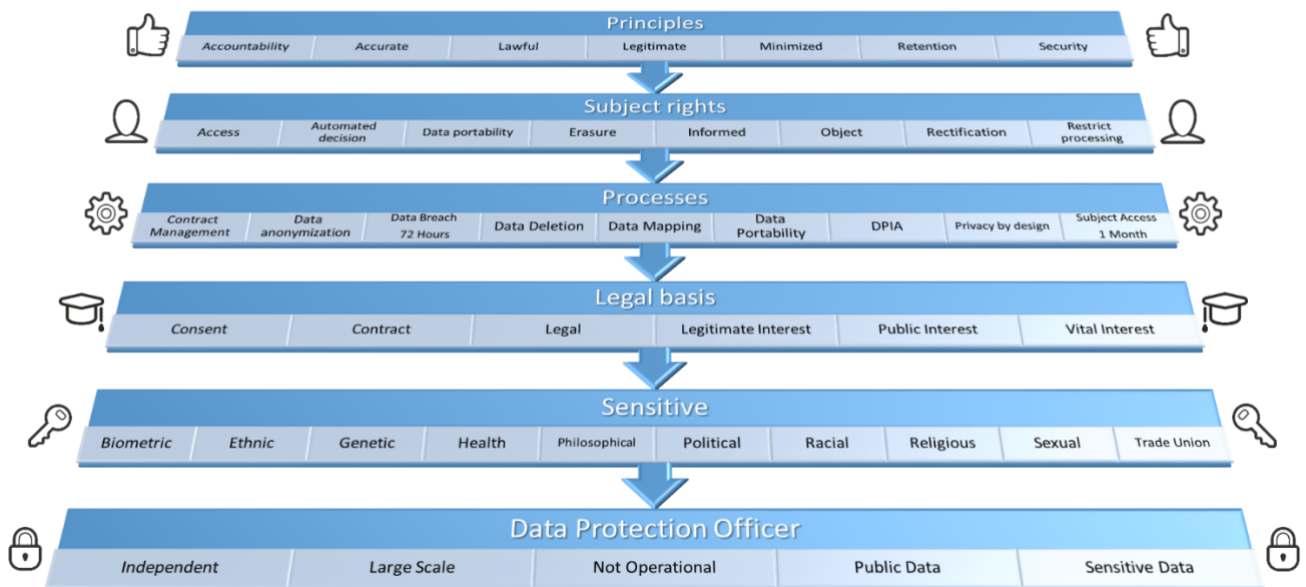 Principles
Accountability Accurate Lawful Legitimate Minimized Retention Security
Subject rights
Access Automated decision Data portability Erasure Informed Object Rectification Restrict processing
Processes
Contract Management Data anonymization Data Breach 72 Hours Data Deletion Data Mapping Data Portability DPIA Privacy by design Subject Access 1 Month
Legal basis
Consent Contract Legal Legitimate Interest Public Interest Vital Interest
Sensitive
Biometric Ethnic Genetic Health Philosophical Political Racial Religious Sexual Trade Union
Data Protection Officer
Independent Large Scale Not Operational Public Data Sensitive Data